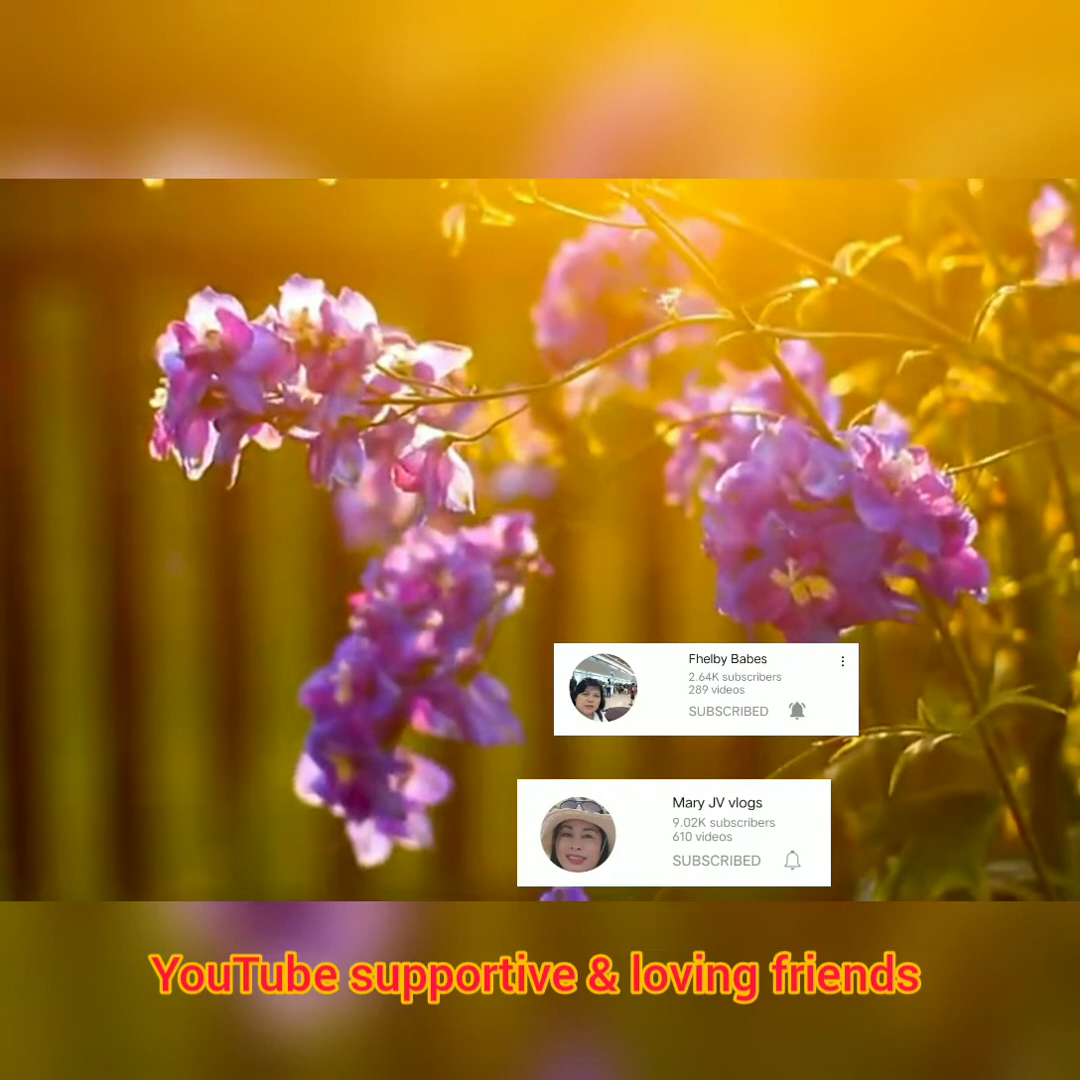 Fhelby Babes
2.64K subscribers
289 videos
SUBSCRIBED
Mary JV vlogs
9.02K subscribers
610 videos
SUBSCRIBED
YouTube supportive & loving friends